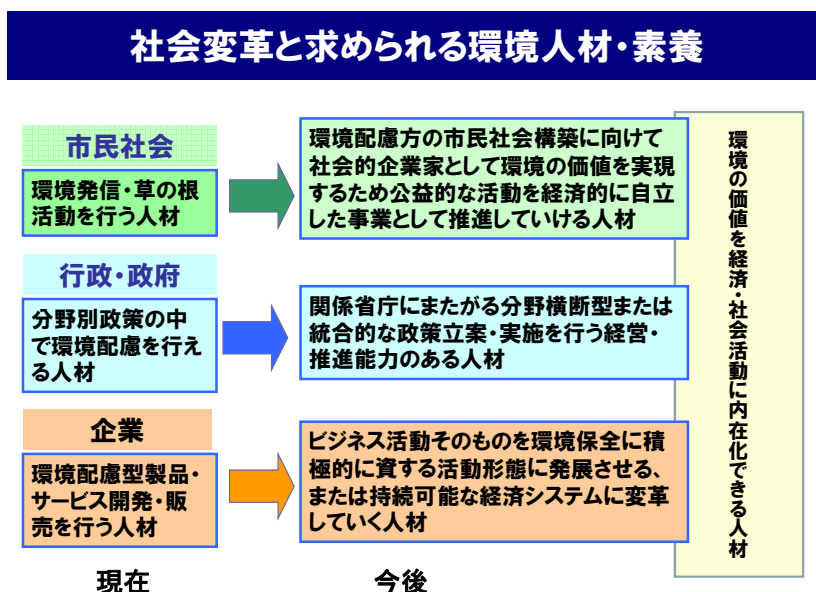 社会変革と求められる環境人材・素養
市民社会
環境発信・草の根
活動を行う人材
環境配慮方の市民社会構築に向けて
社会的企業家として環境の価値を実現
するため公益的な活動を経済的に自立
した事業として推進していける人材
行政・政府
分野別政策の中
で環境配慮を行え
る人材
関係省庁にまたがる分野横断型または
統合的な政策立案・実施を行う経営・
推進能力のある人材
企業
環境配慮型製品・
サービス開発・販
売を行う人材
ビジネス活動そのものを環境保全に積
極的に資する活動形態に発展させる、
または持続可能な経済システムに変革
していく人材
環境の価値を経済・社会活動に内在化できる人材
現在
今後